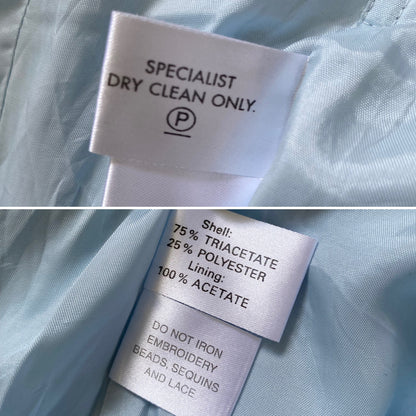 SPECIALIST
DRY CLEAN ONLY.
P
Shell:
75% TRIACETATE
25% POLYESTER
Lining:
100% ACETATE
DO NOT IRON
EMBROIDERY
BEADS, SEQUINS
AND LACE